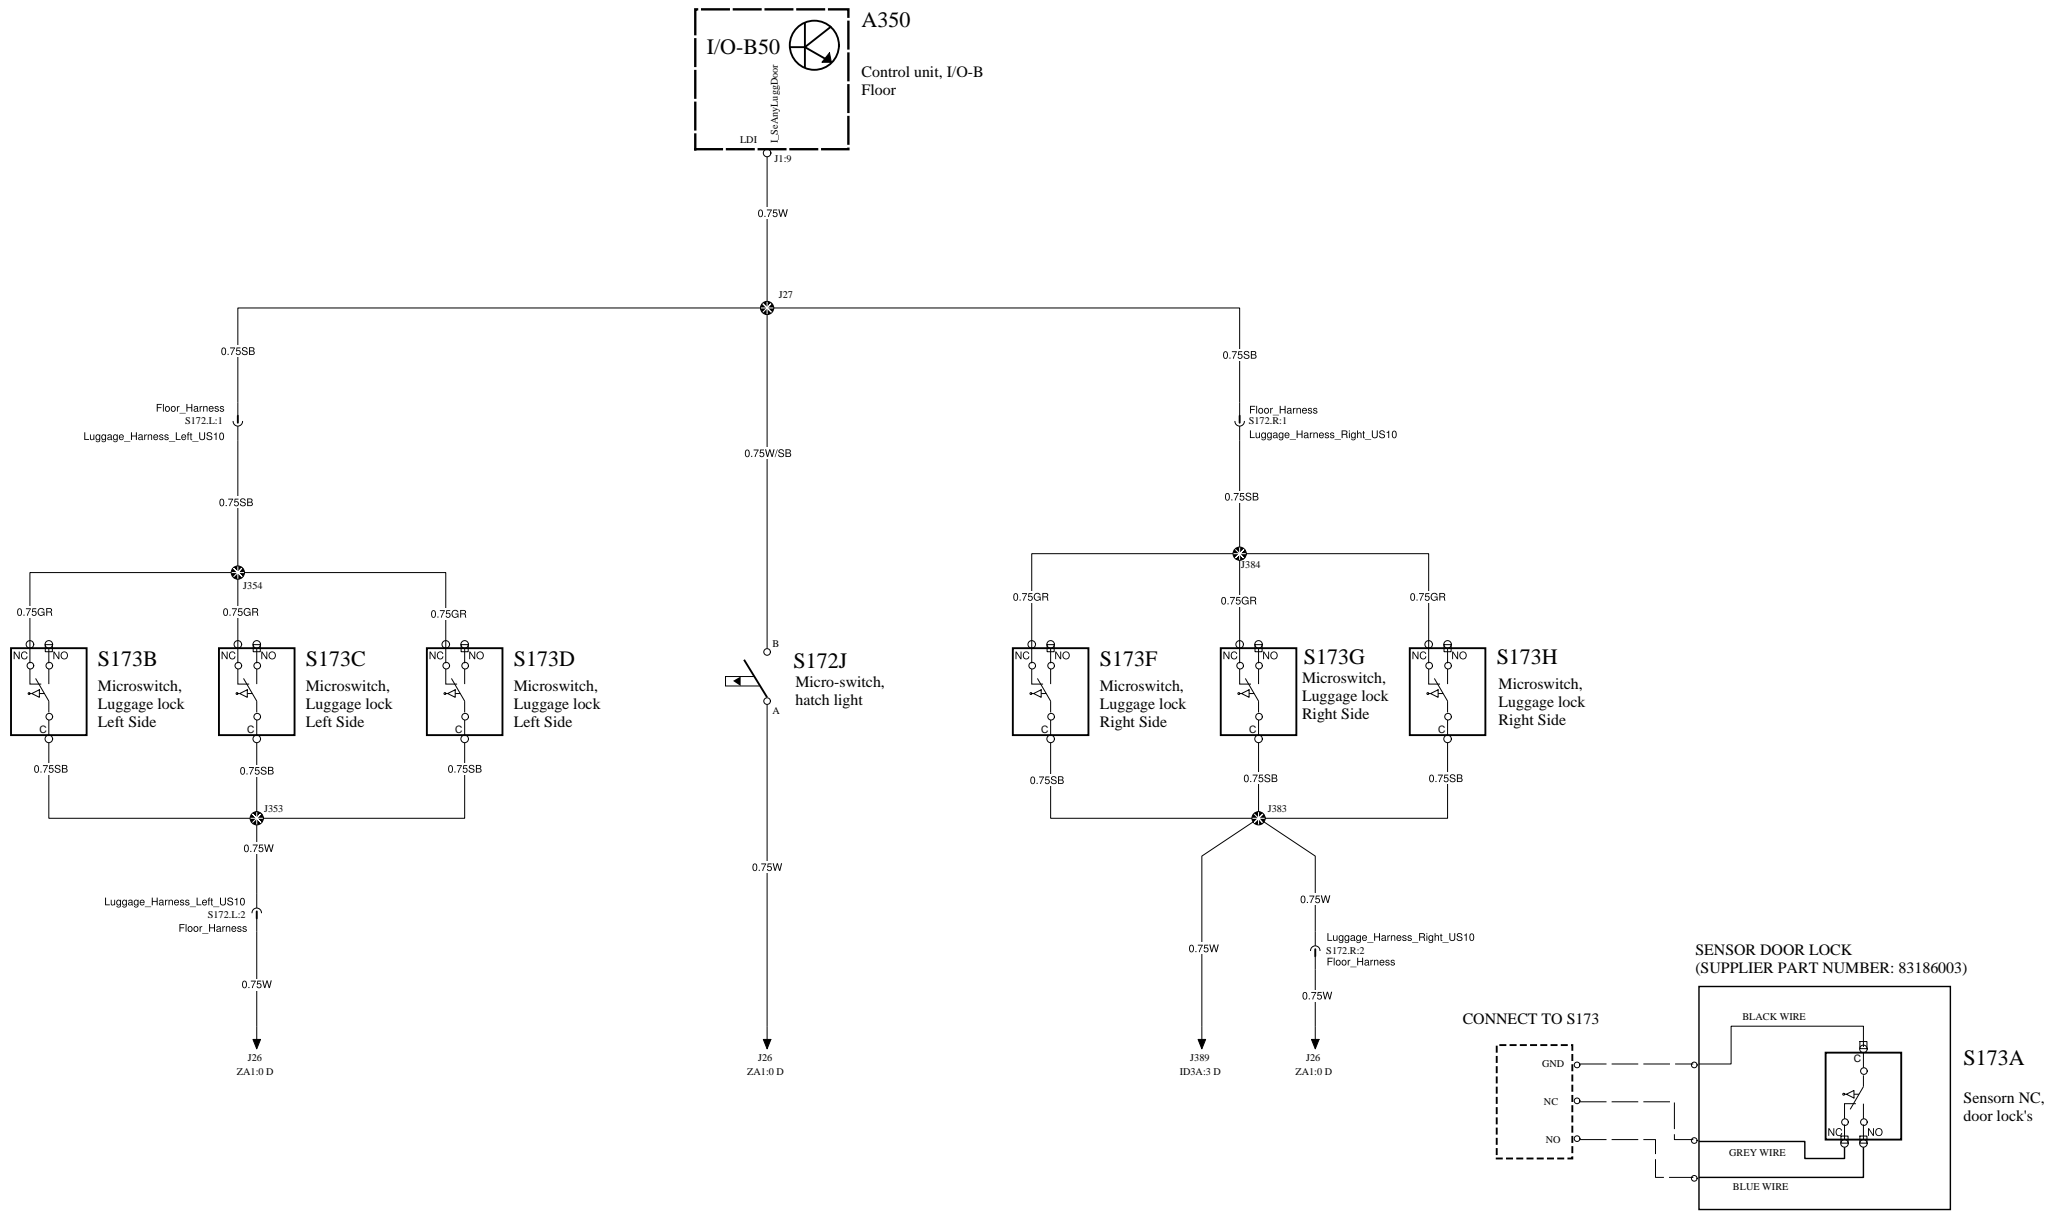 A350
I/O-B50
Control unit, I/O-B
Floor
I_SeAnyLuggDoor
LDI
J1:9
0.75W
J27
0.75SB
0.75SB
Floor_Harness
S172.L:1
Luggage_Harness_Left_US10
Floor_Harness
S172.R:1
Luggage_Harness_Right_US10
0.75W/SB
0.75SB
0.75SB
J354
J384
0.75GR
0.75GR
0.75GR
0.75GR
0.75GR
0.75GR
NC
NO
C
S173B
Microswitch,
Luggage lock
Left Side
NC
NO
C
S173C
Microswitch,
Luggage lock
Left Side
NC
NO
C
S173D
Microswitch,
Luggage lock
Left Side
B
A
S172J
Micro-switch,
hatch light
NC
NO
C
S173F
Microswitch,
Luggage lock
Right Side
NC
NO
C
S173G
Microswitch,
Luggage lock
Right Side
NC
NO
C
S173H
Microswitch,
Luggage lock
Right Side
0.75SB
0.75SB
0.75SB
0.75SB
0.75SB
0.75SB
J353
J383
0.75W
0.75W
Luggage_Harness_Left_US10
S172.L:2
Floor_Harness
0.75W
0.75W
0.75W
Luggage_Harness_Right_US10
S172.R:2
Floor_Harness
0.75W
J26
ZA1:0 D
J26
ZA1:0 D
J389
ID3A:3 D
J26
ZA1:0 D
SENSOR DOOR LOCK
(SUPPLIER PART NUMBER: 83186003)
CONNECT TO S173
GND
NC
NO
BLACK WIRE
GREY WIRE
BLUE WIRE
C
NC
NO
S173A
Sensorn NC,
door lock's